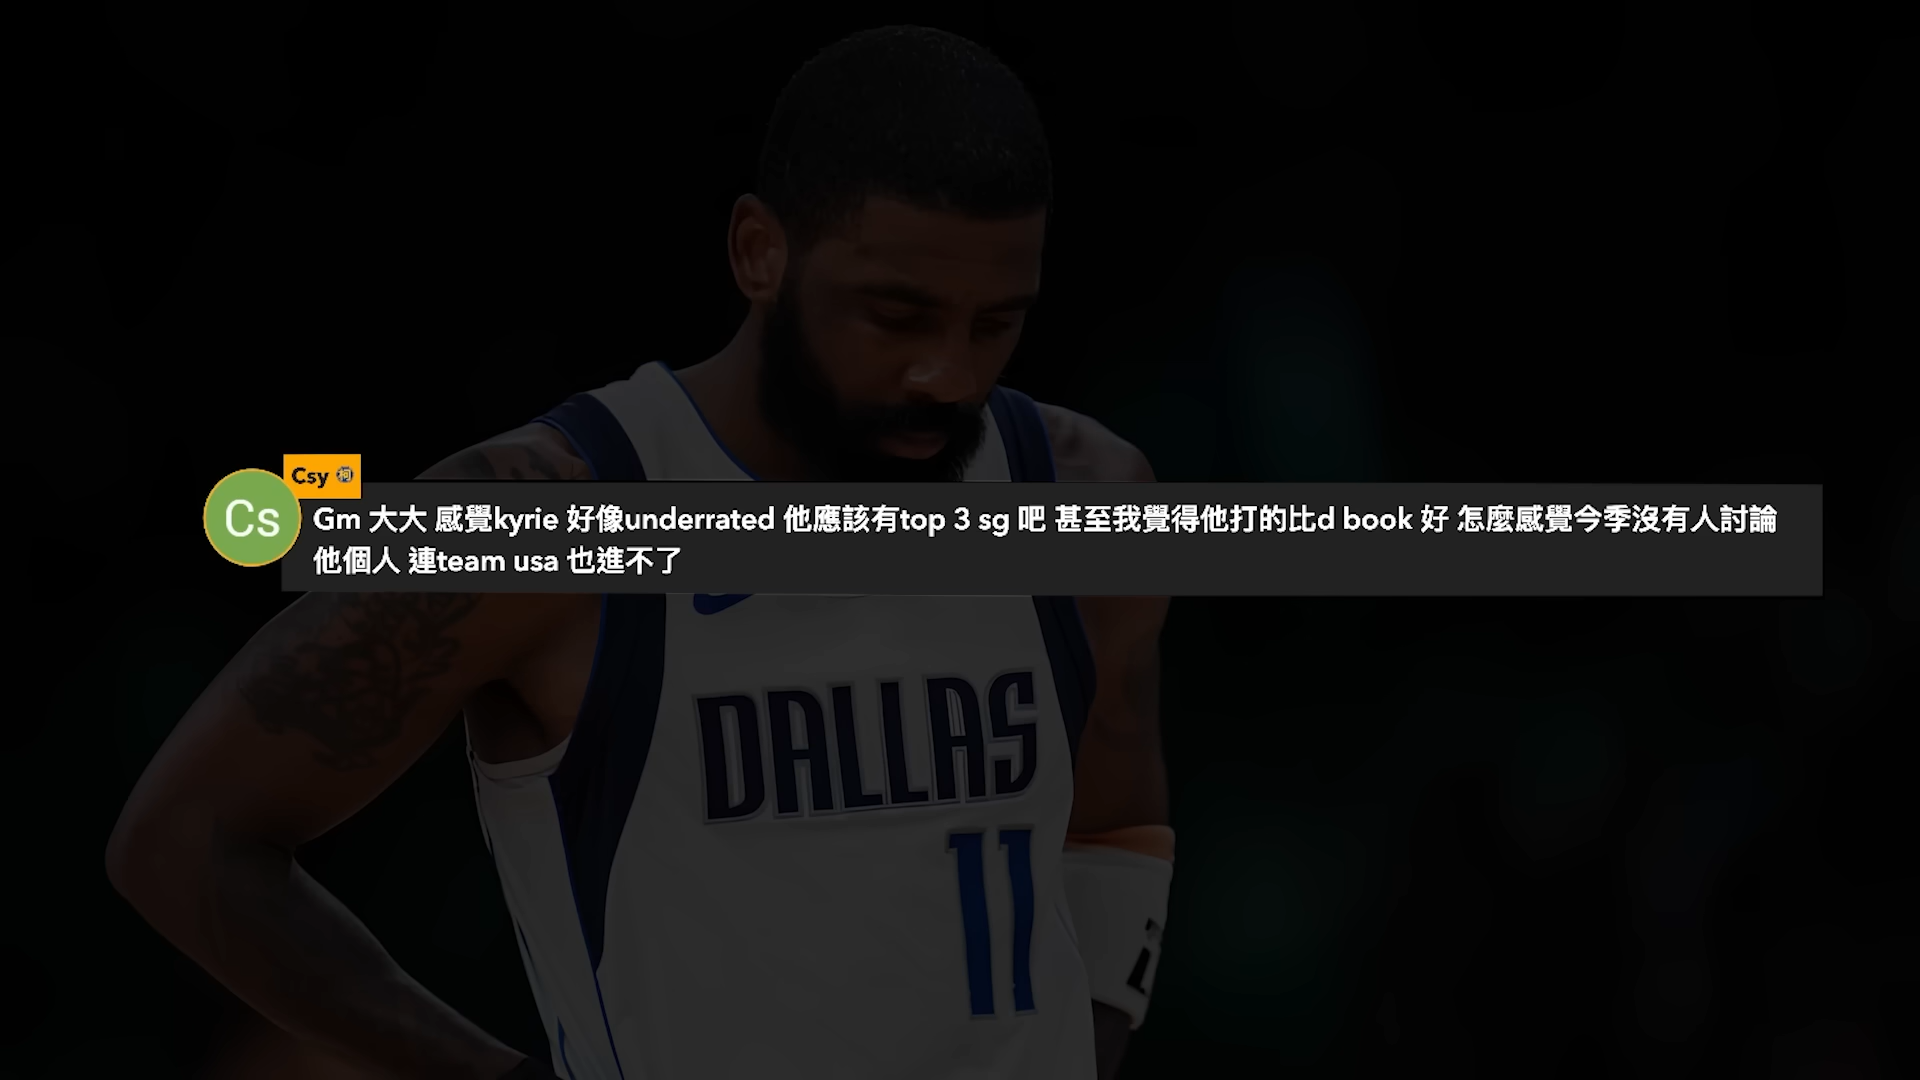 Csy
Cs
Gm 大大 感覺kyrie 好像underrated 他應該有top 3 sg 吧 甚至我覺得他打的比d book 好 怎麼感覺今季沒有人討論
他個人 連team usa 也進不了
DALLAS
11